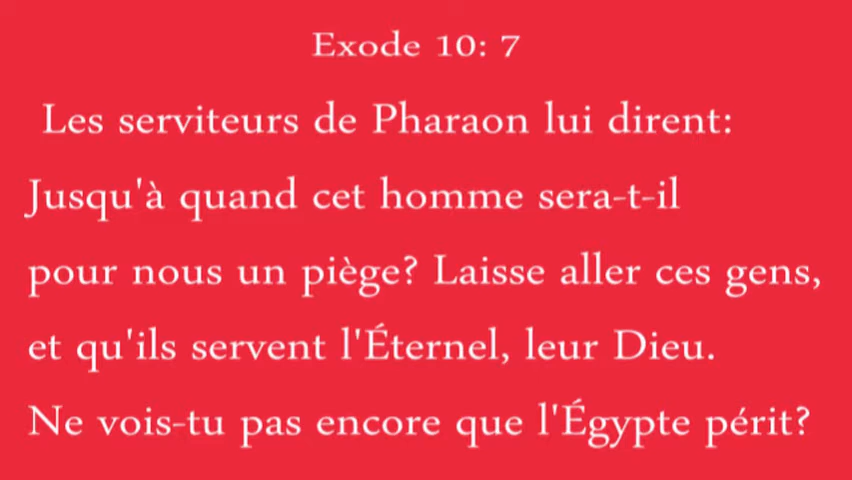 Exode 10: 7
Les serviteurs de Pharaon lui dirent:
Jusqu'à quand cet homme sera-t-il
pour nous un piège? Laisse aller ces gens,
et qu'ils servent l'Éternel, leur Dieu.
Ne vois-tu pas encore que l'Égypte périt?